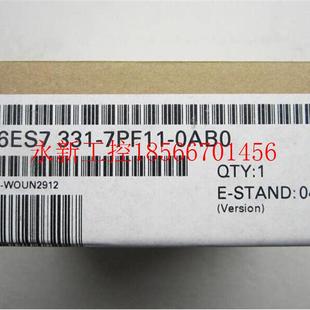 6ES7 331-7PF11-0AB0
永新工控18566701456
-WOUN2912
QTY:1
E-STAND:04
(Version)